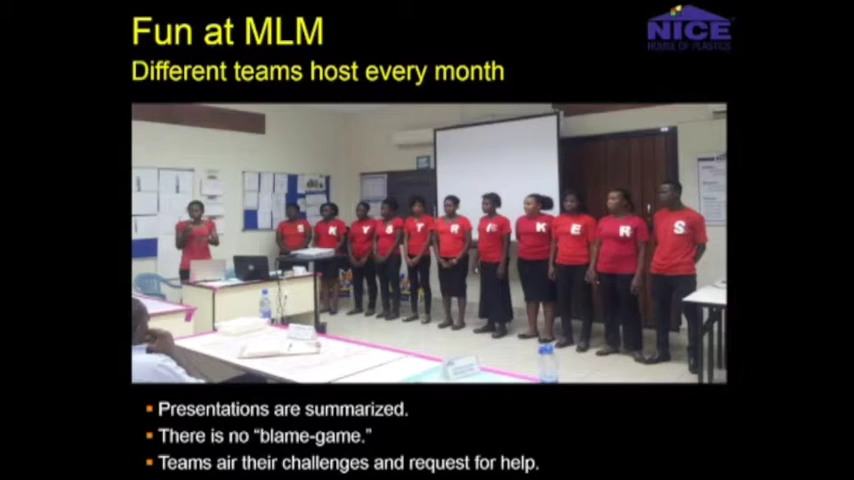 Fun at MLM
Different teams host every month
NICE
HOUSE OF PLASTICS
S K Y S T R I K E R S
▪ Presentations are summarized.
▪ There is no “blame-game.”
▪ Teams air their challenges and request for help.